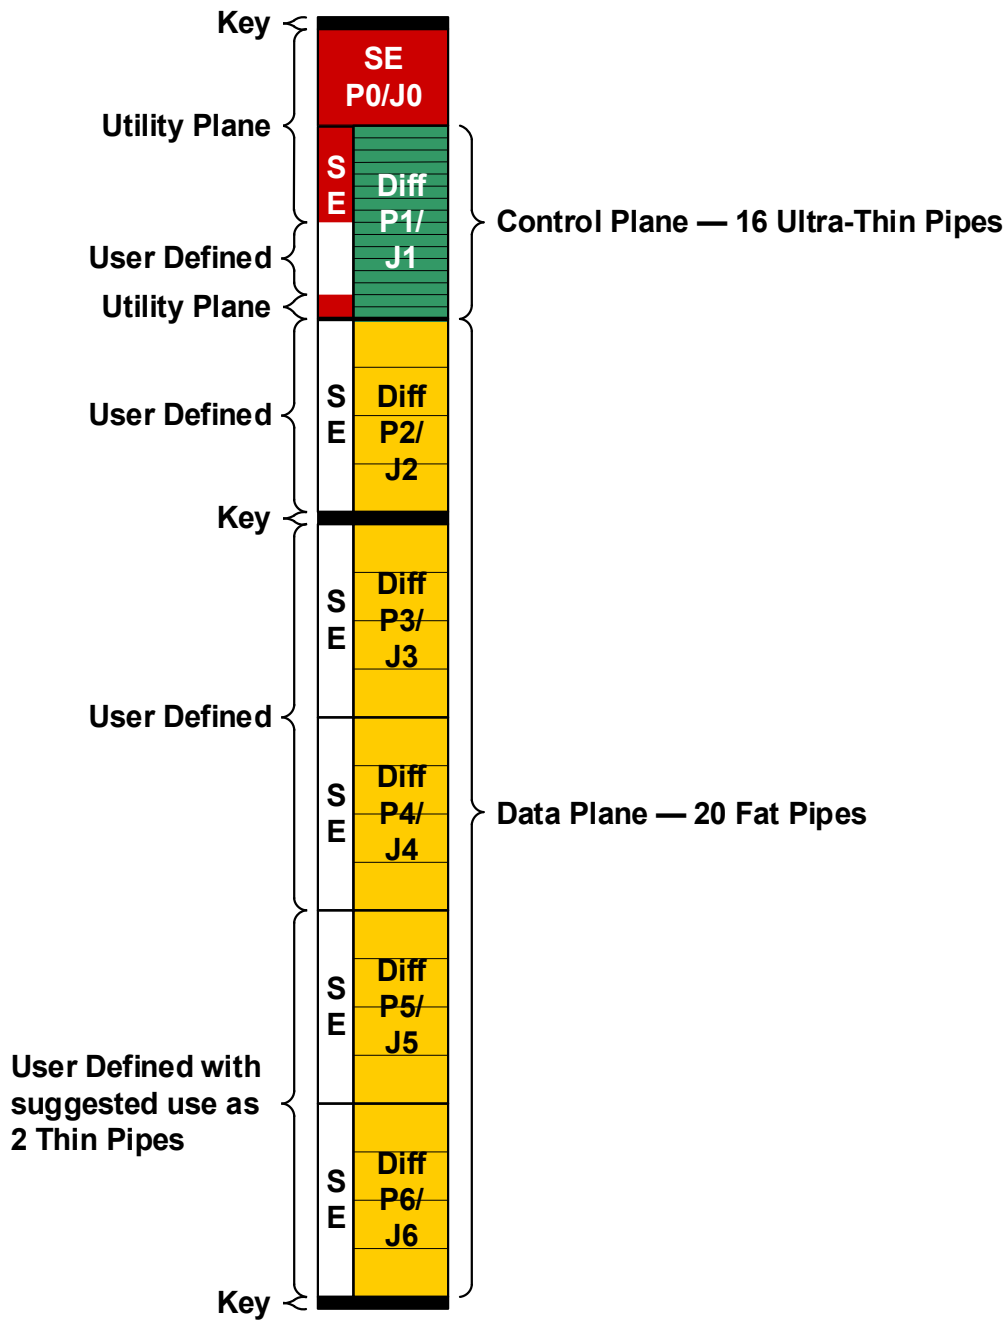 Key
SE
P0/J0
Utility Plane
S
E
Diff
P1/
J1
Control Plane — 16 Ultra-Thin Pipes
User Defined
Utility Plane
User Defined
S
E
Diff
P2/
J2
Key
S
E
Diff
P3/
J3
User Defined
S
E
Diff
P4/
J4
Data Plane — 20 Fat Pipes
S
E
Diff
P5/
J5
User Defined with
suggested use as
2 Thin Pipes
S
E
Diff
P6/
J6
Key